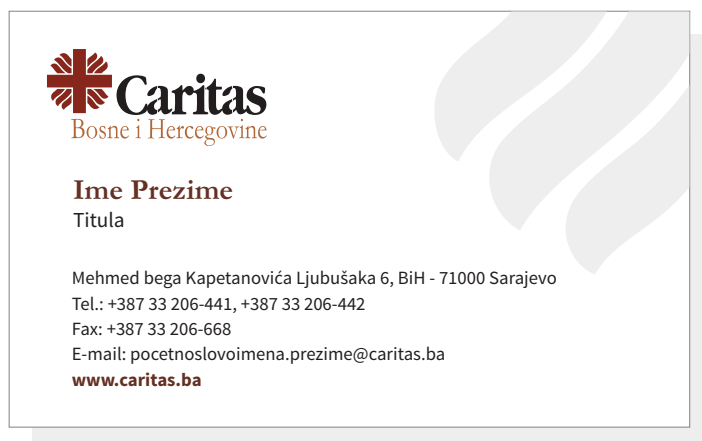 Caritas
Bosne i Hercegovine
Ime Prezime
Titula
Mehmed bega Kapetanovića Ljubušaka 6, BiH - 71000 Sarajevo
Tel.: +387 33 206-441, +387 33 206-442
Fax: +387 33 206-668
E-mail: pocetnoslovoimena.prezime@caritas.ba
www.caritas.ba